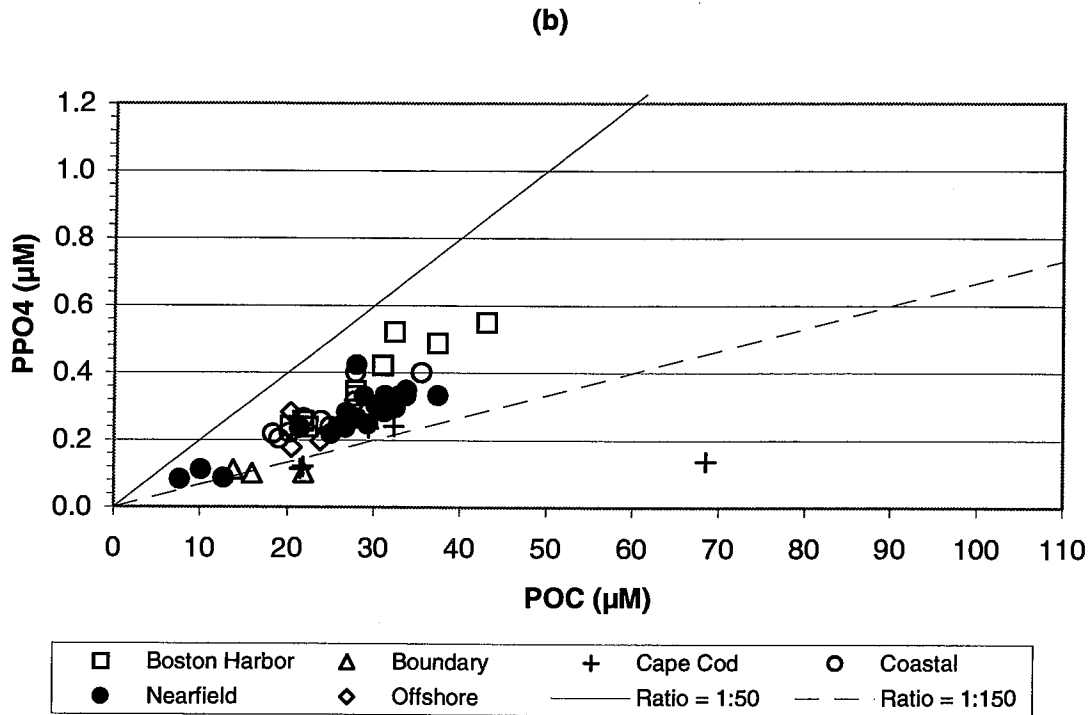 (b)
PPO4 (µM)
1.2
1.0
0.8
0.6
0.4
0.2
0.0
0 10 20 30 40 50 60 70 80 90 100 110
POC (µM)
Boston Harbor Boundary Cape Cod Coastal
Nearfield Offshore Ratio = 1:50 Ratio = 1:150